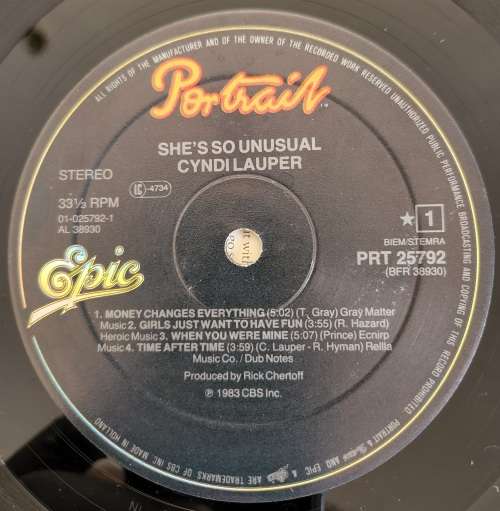 ALL RIGHTS OF THE MANUFACTURER AND OF THE OWNER OF THE RECORDED WORK RESERVED UNAUTHORIZED PUBLIC PERFORMANCE BROADCASTING AND COPYING OF THIS RECORD PROHIBITED.
Portrait
SHE'S SO UNUSUAL
CYNDI LAUPER
STEREO
33⅓ RPM
LC-4734
01-025792-1
AL 38930
★ 1
BIEM/STEMRA
PRT 25792
(BFR 38930)
Epic
1. MONEY CHANGES EVERYTHING (5:02) (T. Gray) Gray Matter
Music 2. GIRLS JUST WANT TO HAVE FUN (3:55) (R. Hazard)
Heroic Music 3. WHEN YOU WERE MINE (5:07) (Prince) Ecnirp
Music 4. TIME AFTER TIME (3:59) (C. Lauper - R. Hyman) Rellla
Music Co. / Dub Notes
Produced by Rick Chertoff
℗ 1983 CBS Inc.
PORTRAIT & AND EPIC & ARE TRADEMARKS OF CBS INC. MADE IN HOLLAND